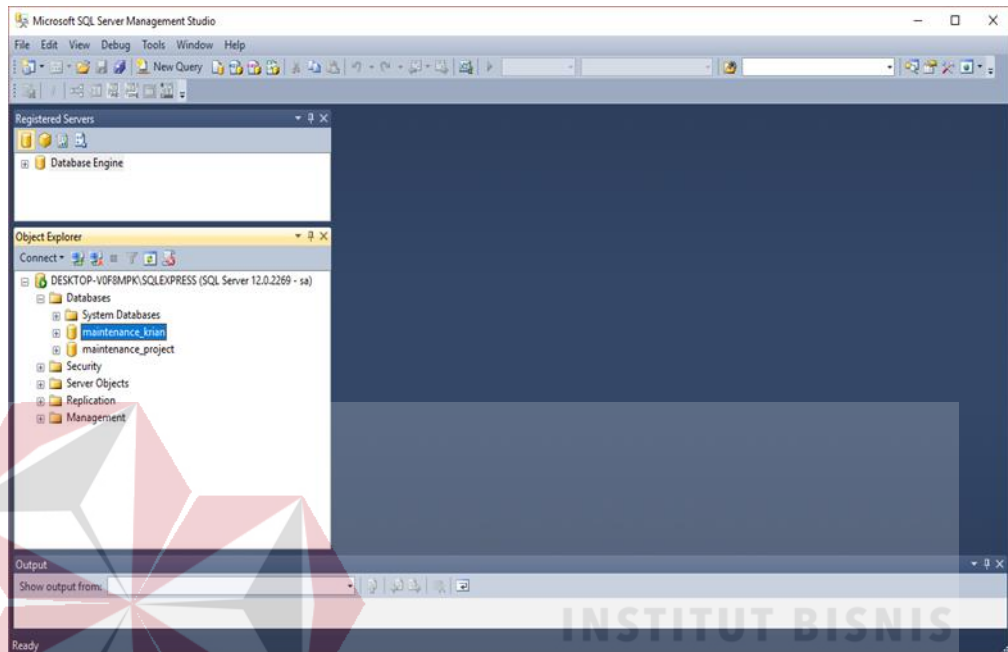 Microsoft SQL Server Management Studio
File Edit View Debug Tools Window Help
New Query
Registered Servers
Database Engine
Object Explorer
Connect
DESKTOP-V0F8MPK\SQLEXPRESS (SQL Server 12.0.2269 - sa)
Databases
System Databases
maintenance_krian
maintenance_project
Security
Server Objects
Replication
Management
Output
Show output from:
INSTITUT BISNIS
Ready